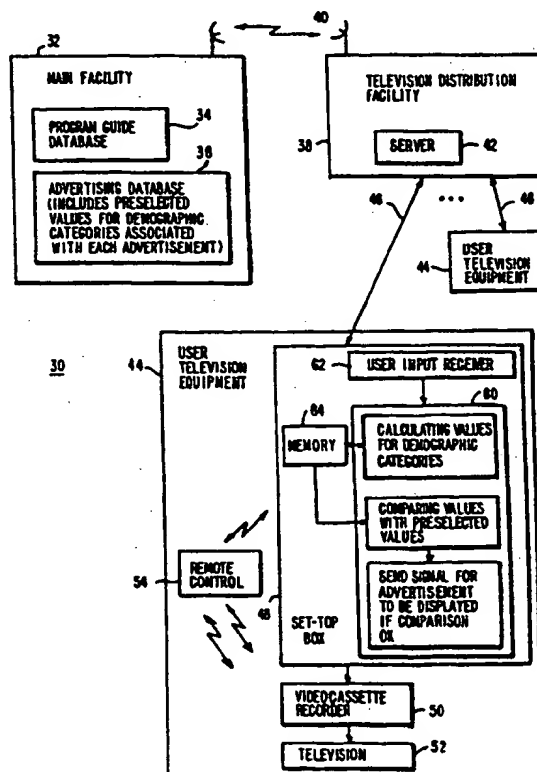 32
40
MAIN FACILITY
PROGRAM GUIDE
DATABASE
34
36
ADVERTISING DATABASE
(INCLUDES PRESELECTED
VALUES FOR DEMOGRAPHIC
CATEGORIES ASSOCIATED
WITH EACH ADVERTISEMENT)
TELEVISION DISTRIBUTION
FACILITY
38
SERVER
42
46
...
46
44
USER
TELEVISION
EQUIPMENT
30
44
USER
TELEVISION
EQUIPMENT
62
USER INPUT RECEIVER
60
64
MEMORY
CALCULATING VALUES
FOR DEMOGRAPHIC
CATEGORIES
COMPARING VALUES
WITH PRESELECTED
VALUES
REMOTE
CONTROL
54
48
SET-TOP
BOX
SEND SIGNAL FOR
ADVERTISEMENT
TO BE DISPLAYED
IF COMPARISON
OK
VIDEOCASSETTE
RECORDER
50
TELEVISION
52